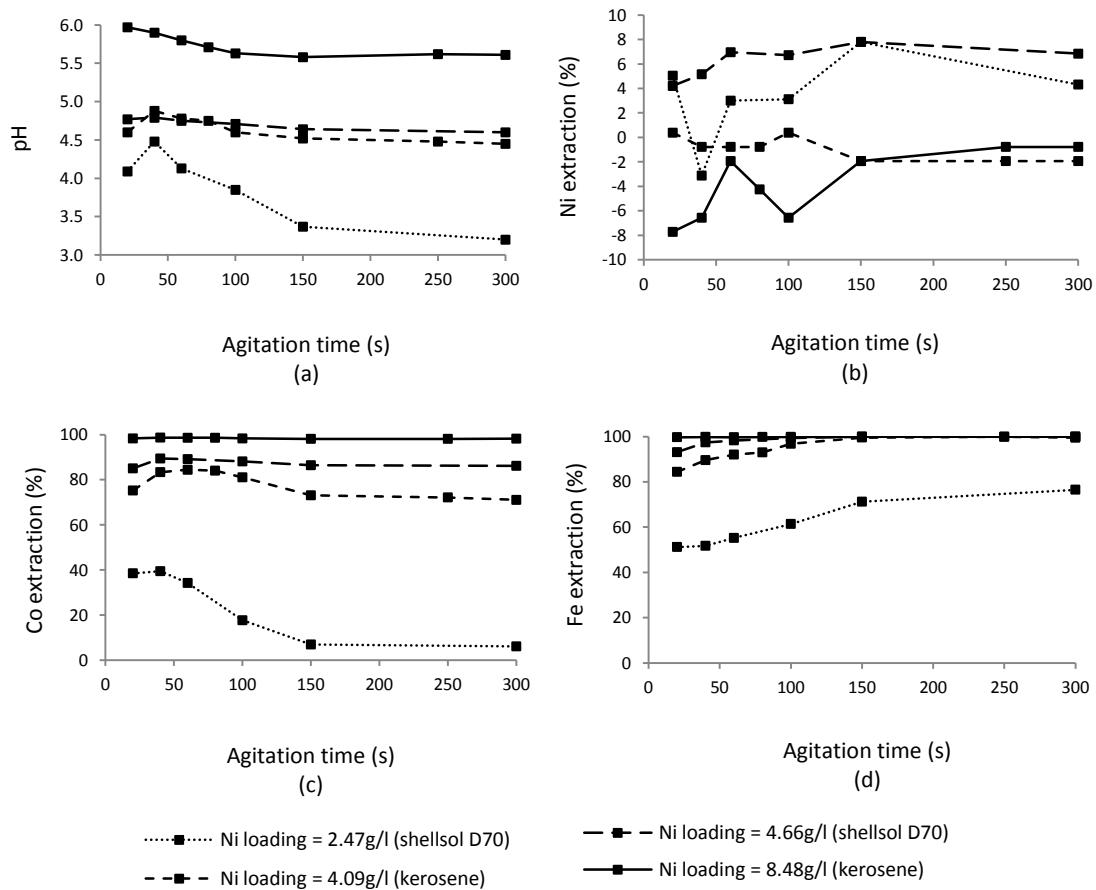 6.0
5.5
5.0
4.5
4.0
3.5
3.0
pH
0 50 100 150 200 250 300
Agitation time (s)
(a)
10
8
6
4
2
0
-2
-4
-6
-8
-10
Ni extraction (%)
0 50 100 150 200 250 300
Agitation time (s)
(b)
100
80
60
40
20
0
Co extraction (%)
0 50 100 150 200 250 300
Agitation time (s)
(c)
100
80
60
40
20
0
Fe extraction (%)
0 50 100 150 200 250 300
Agitation time (s)
(d)
Ni loading = 2.47g/l (shellsol D70)
Ni loading = 4.66g/l (shellsol D70)
Ni loading = 4.09g/l (kerosene)
Ni loading = 8.48g/l (kerosene)